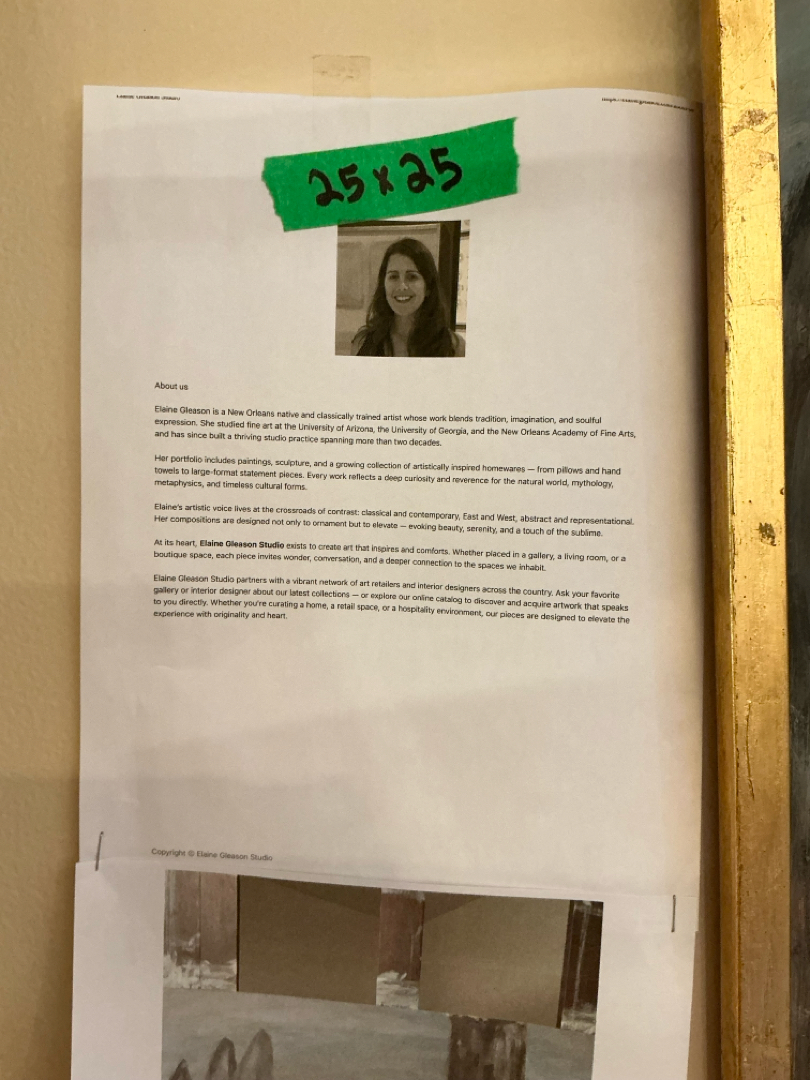 25 x 25
About us
Elaine Gleason is a New Orleans native and classically trained artist whose work blends tradition, imagination, and soulful
expression. She studied fine art at the University of Arizona, the University of Georgia, and the New Orleans Academy of Fine Arts,
and has since built a thriving studio practice spanning more than two decades.
Her portfolio includes paintings, sculpture, and a growing collection of artistically inspired homewares — from pillows and hand
towels to large-format statement pieces. Every work reflects a deep curiosity and reverence for the natural world, mythology,
metaphysics, and timeless cultural forms.
Elaine's artistic voice lives at the crossroads of contrast: classical and contemporary, East and West, abstract and representational.
Her compositions are designed not only to ornament but to elevate — evoking beauty, serenity, and a touch of the sublime.
At its heart, Elaine Gleason Studio exists to create art that inspires and comforts. Whether placed in a gallery, a living room, or a
boutique space, each piece invites wonder, conversation, and a deeper connection to the spaces we inhabit.
Elaine Gleason Studio partners with a vibrant network of art retailers and interior designers across the country. Ask your favorite
gallery or interior designer about our latest collections — or explore our online catalog to discover and acquire artwork that speaks
to you directly. Whether you're curating a home, a retail space, or a hospitality environment, our pieces are designed to elevate the
experience with originality and heart.
Copyright © Elaine Gleason Studio